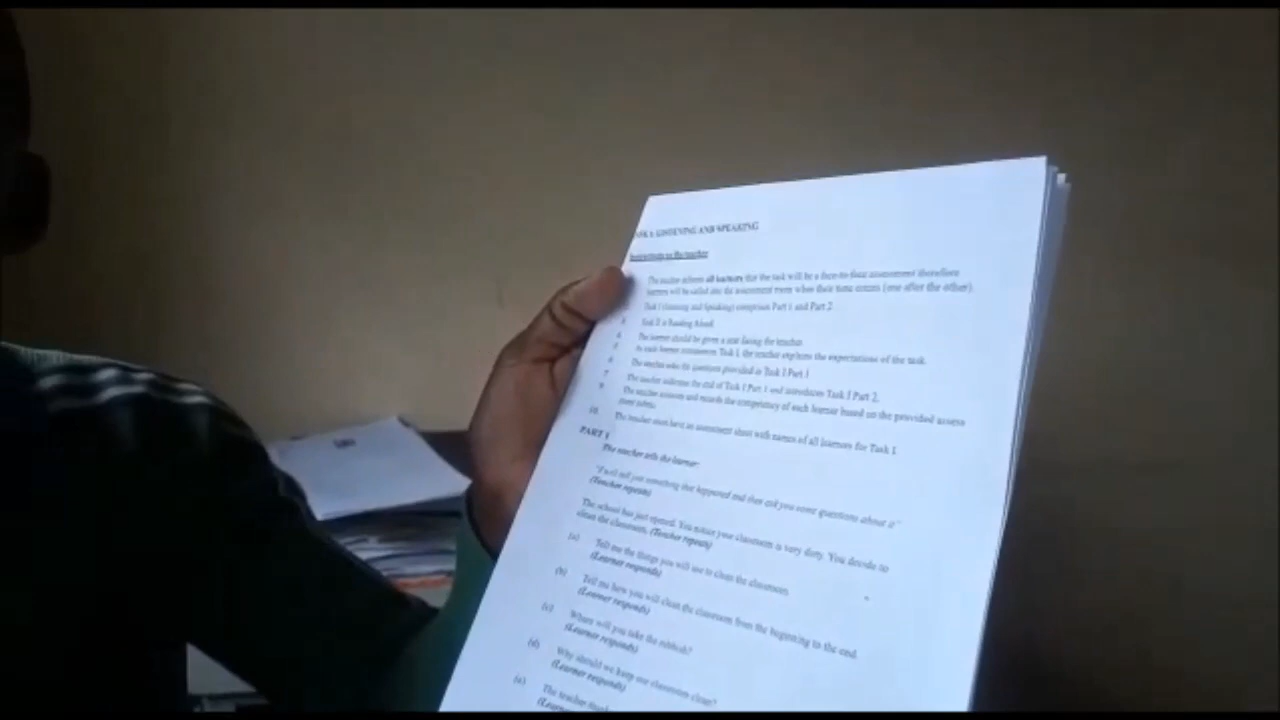 TASK I: LISTENING AND SPEAKING
Instructions to the teacher
The teacher informs all learners that the task will be a face-to-face assessment therefore
learners will be called into the assessment room when their time comes (one after the other).
Task I (listening and Speaking) comprises Part 1 and Part 2
Task II is Reading Aloud.
The learner should be given a seat facing the teacher.
As each learner commences Task I, the teacher explains the expectations of the task.
The teacher asks the questions provided in Task I Part 1
7 The teacher indicates the end of Task I Part 1 and introduces Task I Part 2.
The teacher assesses and records the competency of each learner based on the provided assess
ment rubric.
The teacher must have an assessment sheet with names of all learners for Task I.
PART 1
The teacher tells the learner:
"I will tell you something that happened and then ask you some questions about it"
(Teacher repeats)
The school has just opened. You notice your classroom is very dirty. You decide to
clean the classroom. (Teacher repeats)
(a) Tell me the things you will use to clean the classroom.
(Learner responds)
(b) Tell me how you will clean the classroom from the beginning to the end.
(Learner responds)
(c) Where will you take the rubbish?
(Learner responds)
(d) Why should we keep our classroom clean?
(Learner responds)
(e) The teacher
(Learner